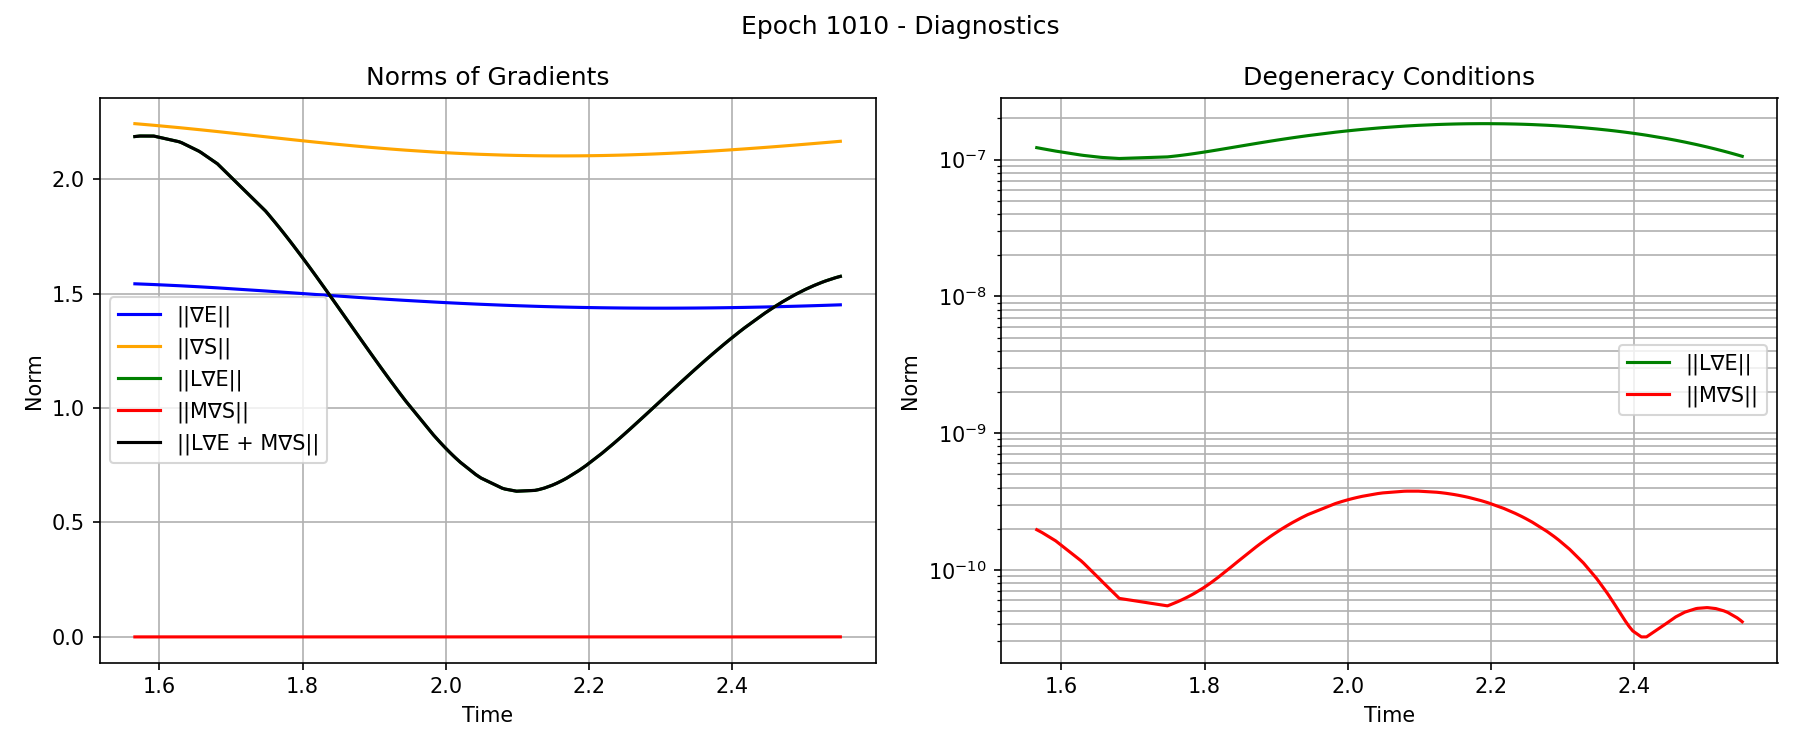 Epoch 1010 - Diagnostics
Norms of Gradients
Norm
2.0
1.5
1.0
0.5
0.0
||∇E||
||∇S||
||L∇E||
||M∇S||
||L∇E + M∇S||
1.6 1.8 2.0 2.2 2.4
Time
Degeneracy Conditions
Norm
10⁻⁷
10⁻⁸
10⁻⁹
10⁻¹⁰
||L∇E||
||M∇S||
1.6 1.8 2.0 2.2 2.4
Time